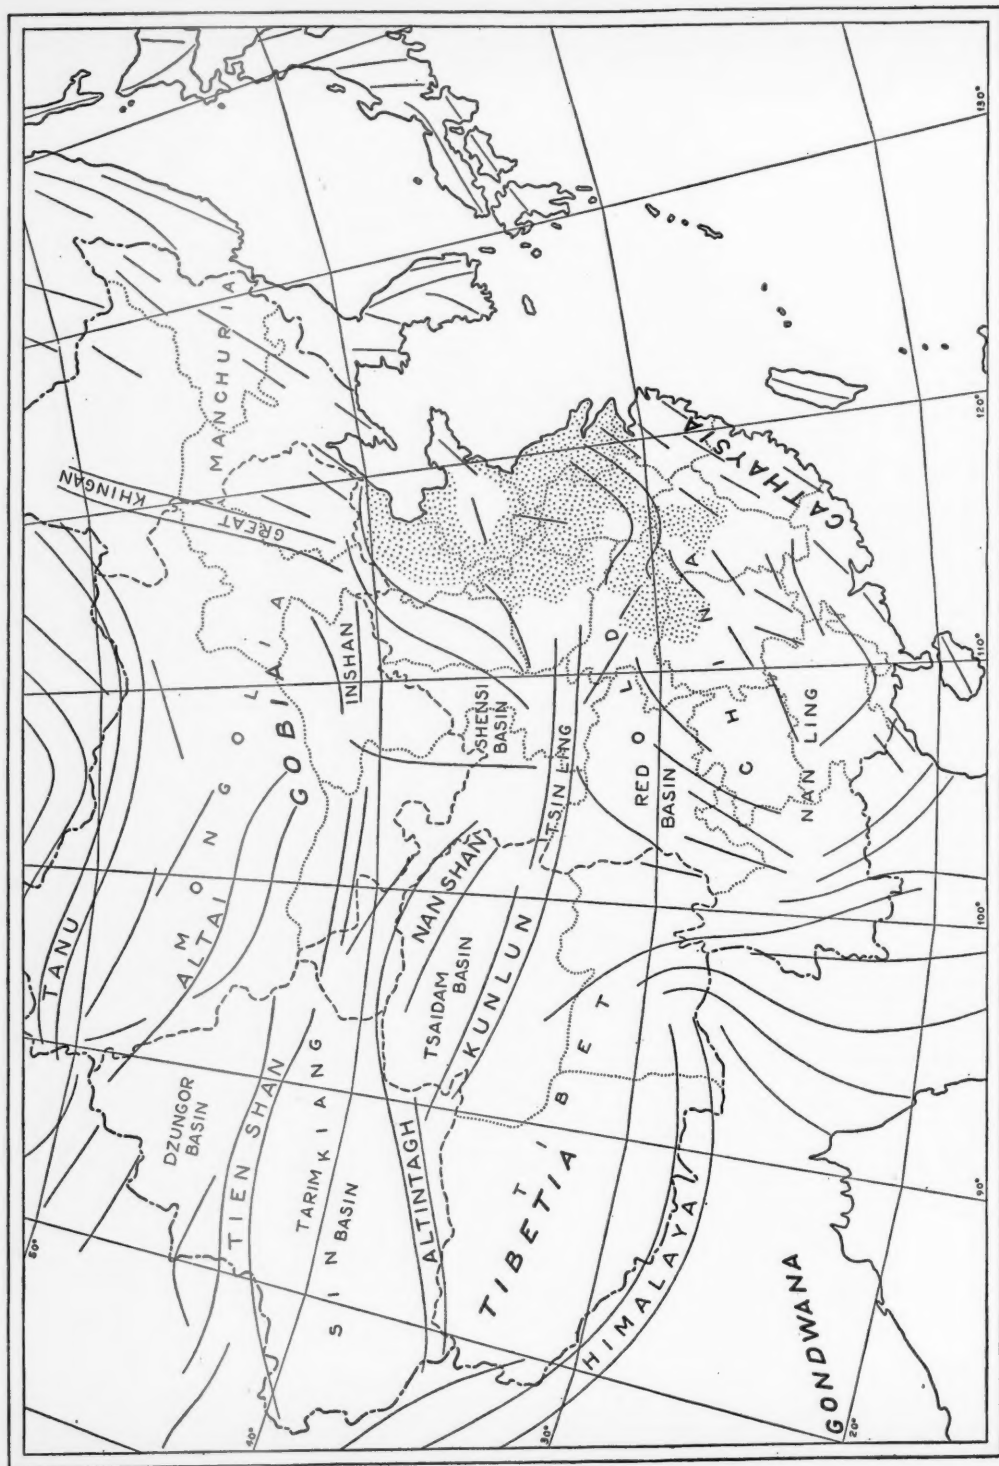 TANU
ALTAI
MONGOLIA
GOBIA
GREAT KHINGAN
MANCHURIA
DZUNGOR
BASIN
TIEN SHAN
TARIM
BASIN
SINKIANG
INSHAN
ALTINTAGH
NAN SHAN
TSAIDAM
BASIN
KUNLUN
SHENSI
BASIN
TSIN LING
TIBETIA
TIBET
RED
BASIN
OLD
CHINA
NAN LING
CATHAYSIA
HIMALAYA
GONDWANA
50°
40°
30°
20°
90°
100°
110°
120°
130°